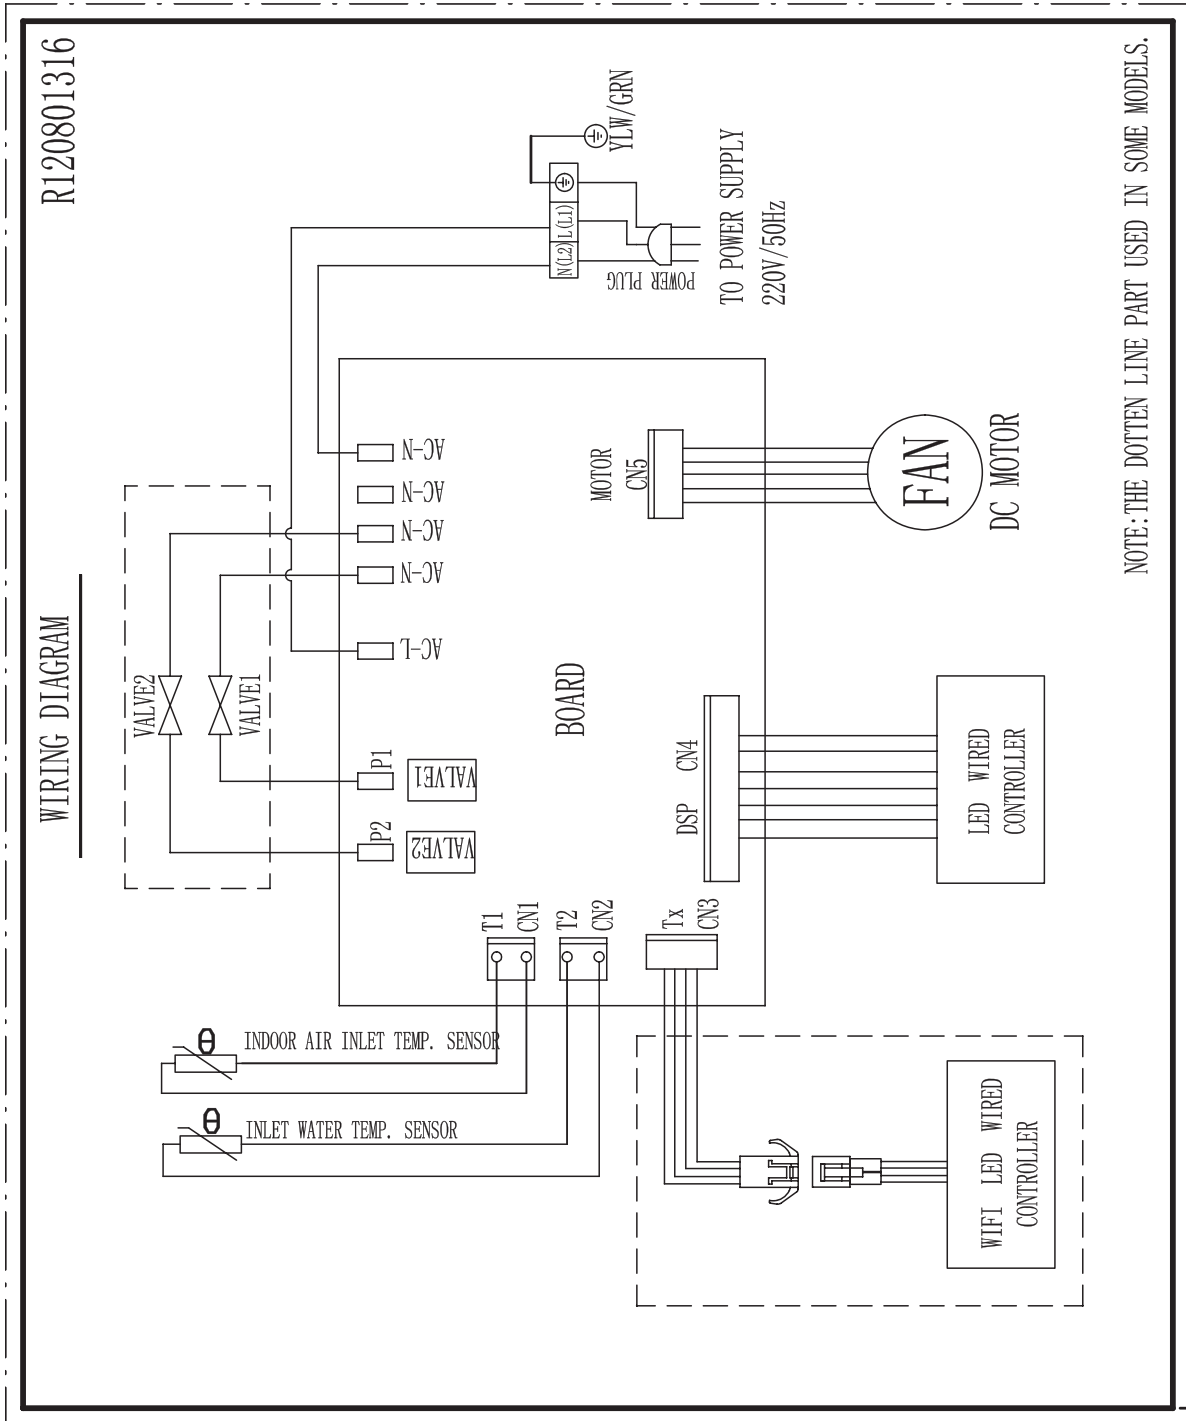 WIRING DIAGRAM
R120801316
VALVE2
VALVE1
P2
P1
VALVE2
VALVE1
AC-L
AC-N
AC-N
AC-N
AC-N
N(L2)
L(L1)
YLW/GRN
POWER PLUG
TO POWER SUPPLY
220V/50Hz
INDOOR AIR INLET TEMP. SENSOR
θ
INLET WATER TEMP. SENSOR
θ
T1
CN1
T2
CN2
BOARD
Tx
CN3
DSP CN4
MOTOR
CN5
FAN
DC MOTOR
LED WIRED
CONTROLLER
WIFI LED WIRED
CONTROLLER
NOTE:THE DOTTEN LINE PART USED IN SOME MODELS.